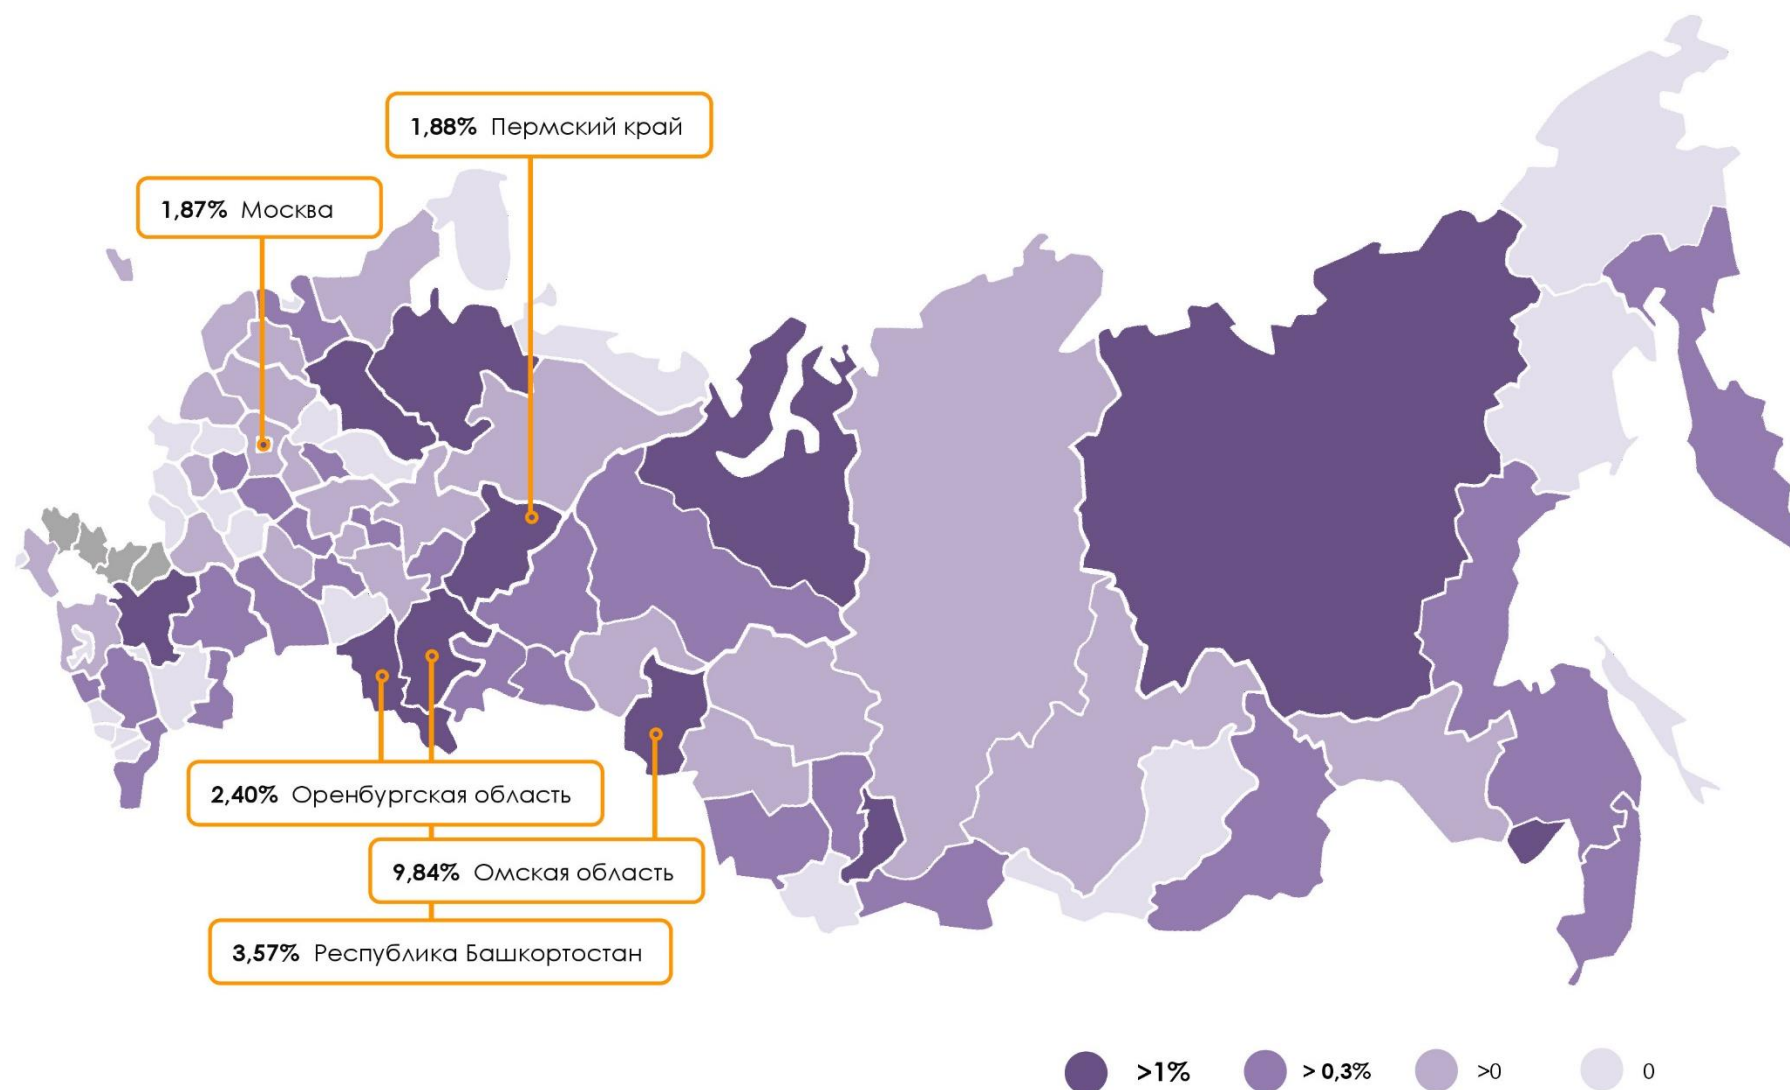 1,88% Пермский край
1,87% Москва
2,40% Оренбургская область
9,84% Омская область
3,57% Республика Башкортостан
>1% > 0,3% >0 0